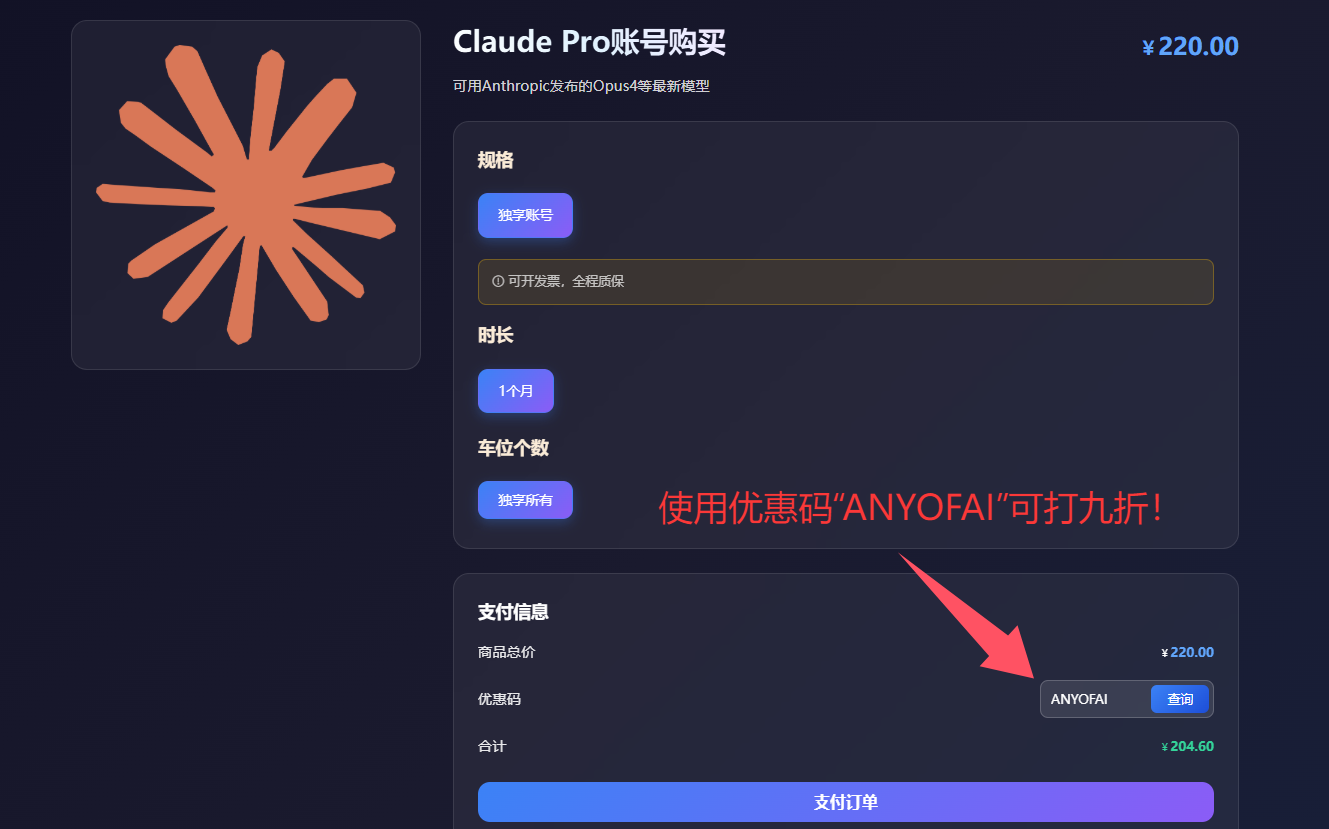 Claude Pro账号购买
¥220.00
可用Anthropic发布的Opus4等最新模型
规格
独享账号
可开发票，全程质保
时长
1个月
车位个数
独享所有
使用优惠码“ANYOFAI”可打九折！
支付信息
商品总价
¥220.00
优惠码
ANYOFAI
查询
合计
¥204.60
支付订单